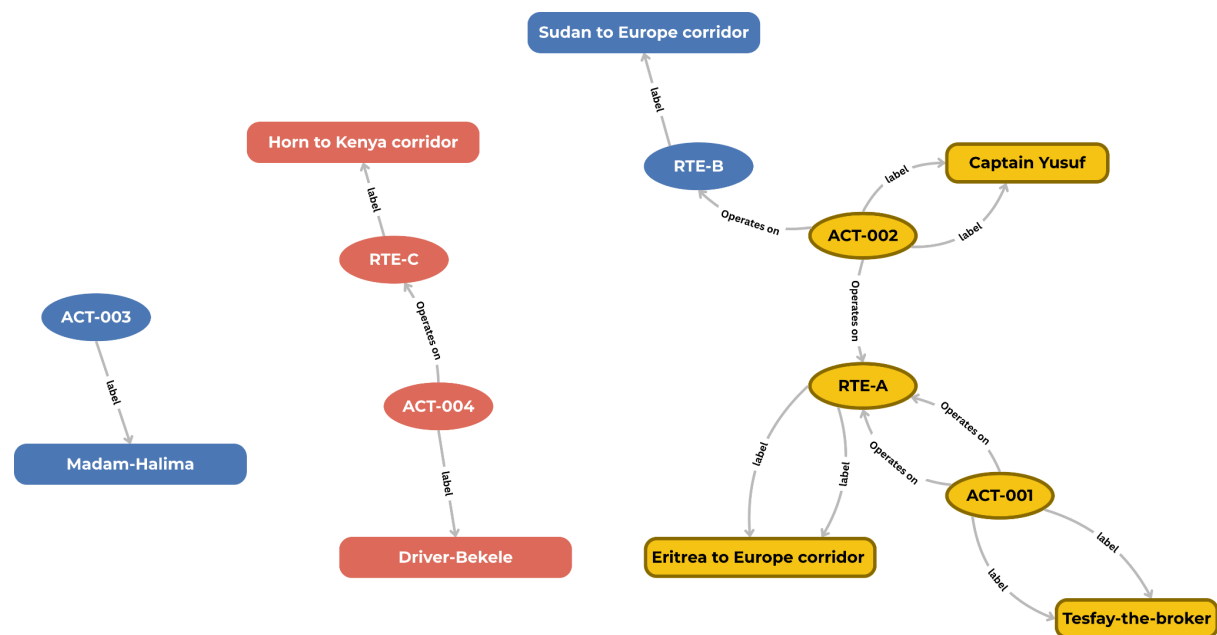 Sudan to Europe corridor
label
Horn to Kenya corridor
RTE-B
Captain Yusuf
label
label
Operates on
ACT-002
label
RTE-C
Operates on
ACT-003
Operates on
label
RTE-A
ACT-004
Operates on
Madam-Halima
label
label
label
Operates on
ACT-001
Driver-Bekele
Eritrea to Europe corridor
label
label
Tesfay-the-broker